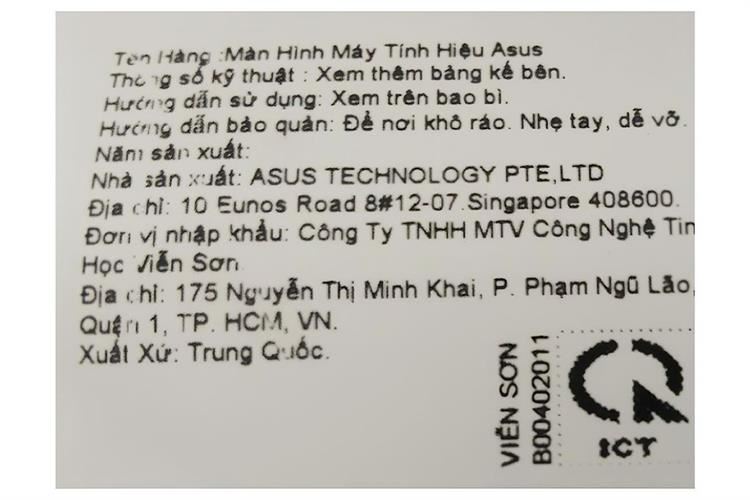 Tên Hàng :Màn Hình Máy Tính Hiệu Asus
Thông số kỹ thuật : Xem thêm bảng kế bên.
Hướng dẫn sử dụng: Xem trên bao bì.
Hướng dẫn bảo quản: Để nơi khô ráo. Nhẹ tay, dễ vỡ.
Năm sản xuất:
Nhà sản xuất: ASUS TECHNOLOGY PTE,LTD
Địa chỉ: 10 Eunos Road 8#12-07.Singapore 408600.
Đơn vị nhập khẩu: Công Ty TNHH MTV Công Nghệ Tin
Học Viễn Sơn
Địa chỉ: 175 Nguyễn Thị Minh Khai, P. Phạm Ngũ Lão,
Quận 1, TP. HCM, VN.
Xuất Xứ: Trung Quốc.
VIỄN SƠN
B00402011
ICT